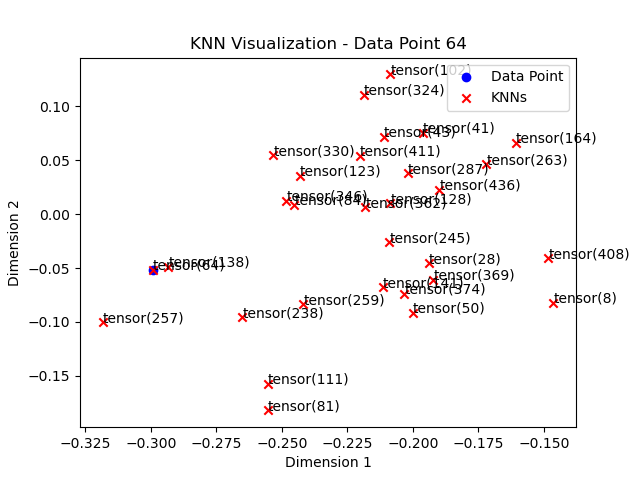 KNN Visualization - Data Point 64
tensor(102)
Data Point
KNNs
tensor(324)
tensor(43)
tensor(41)
tensor(164)
tensor(330)
tensor(411)
tensor(263)
tensor(123)
tensor(287)
tensor(436)
tensor(346)
tensor(84)
tensor(362)
tensor(128)
tensor(245)
tensor(64)
tensor(138)
tensor(28)
tensor(408)
tensor(369)
tensor(141)
tensor(374)
tensor(8)
tensor(259)
tensor(50)
tensor(238)
tensor(257)
tensor(111)
tensor(81)
0.10
0.05
0.00
−0.05
−0.10
−0.15
Dimension 2
−0.325 −0.300 −0.275 −0.250 −0.225 −0.200 −0.175 −0.150
Dimension 1